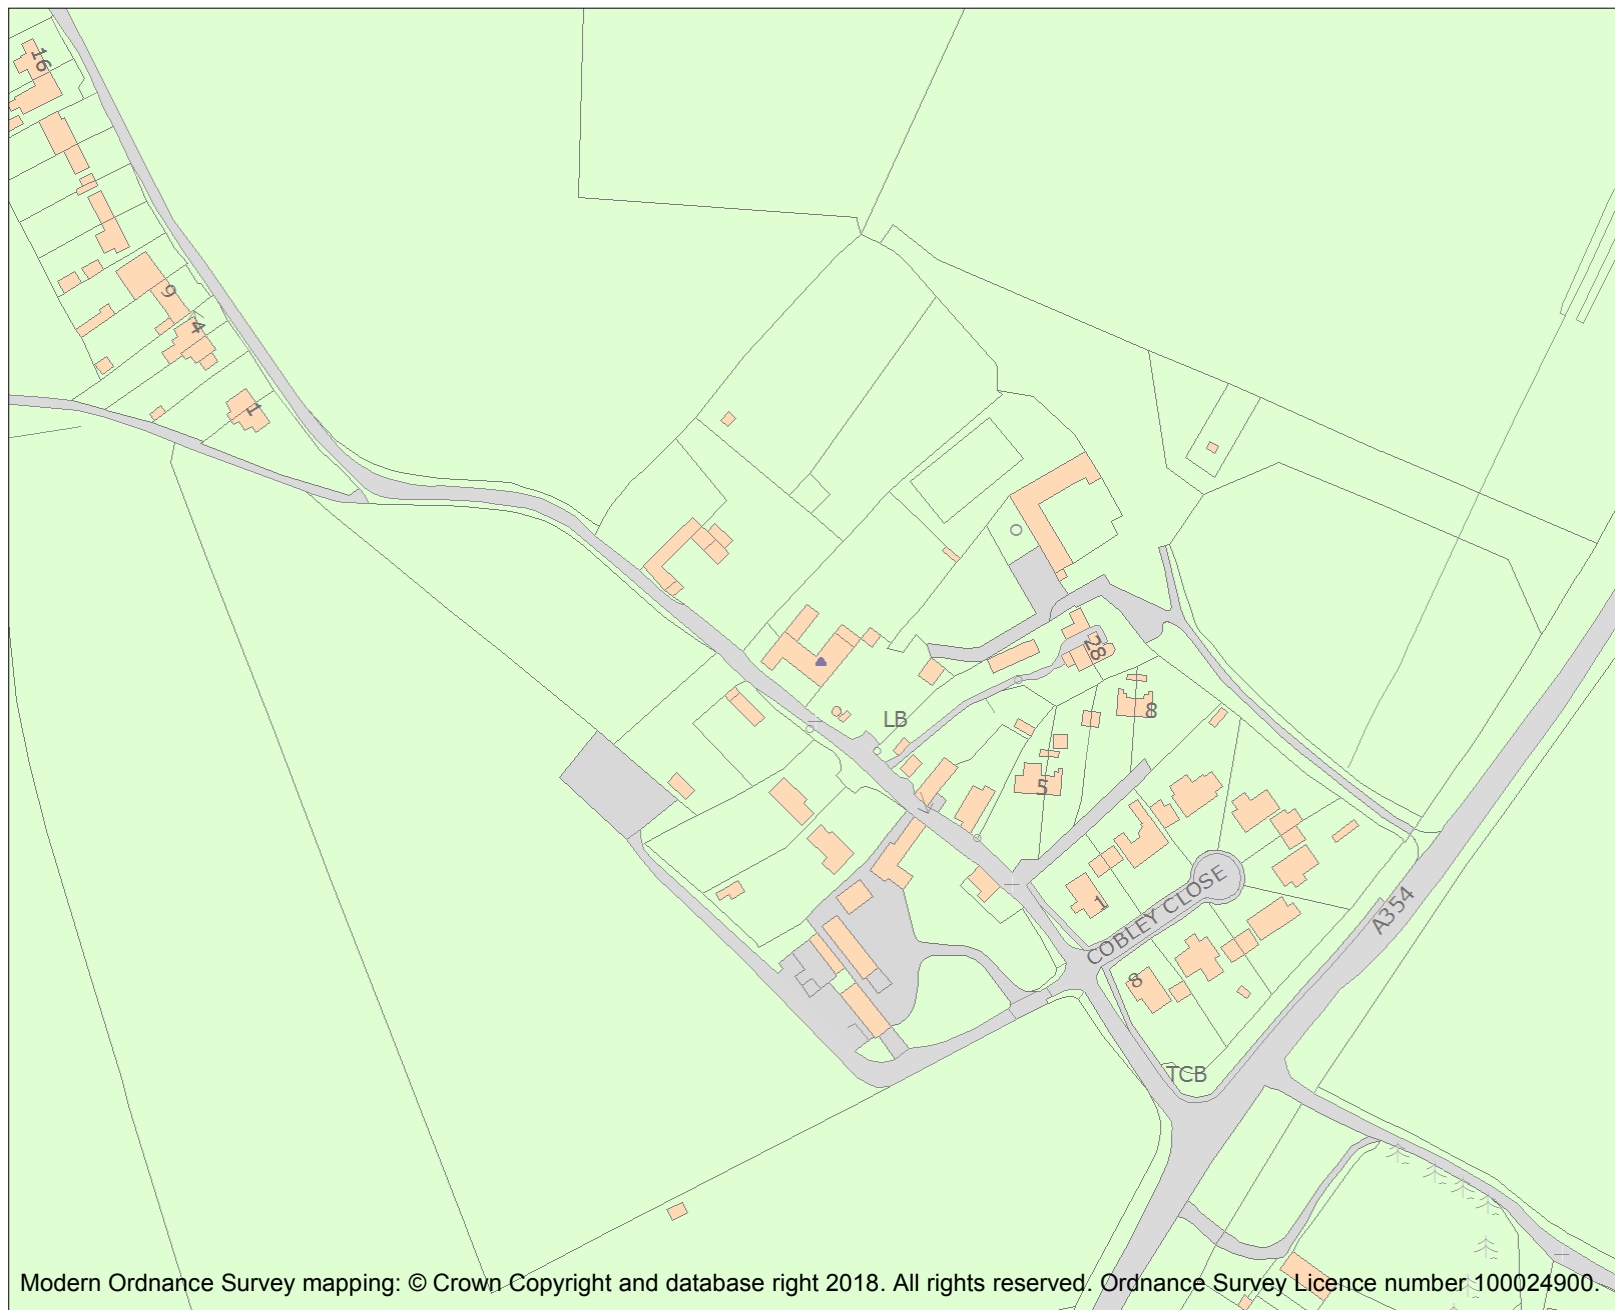 16
9
4
1
28
8
LB
5
1
COBLEY CLOSE
A354
8
TCB
Modern Ordnance Survey mapping: © Crown Copyright and database right 2018. All rights reserved. Ordnance Survey Licence number 100024900.